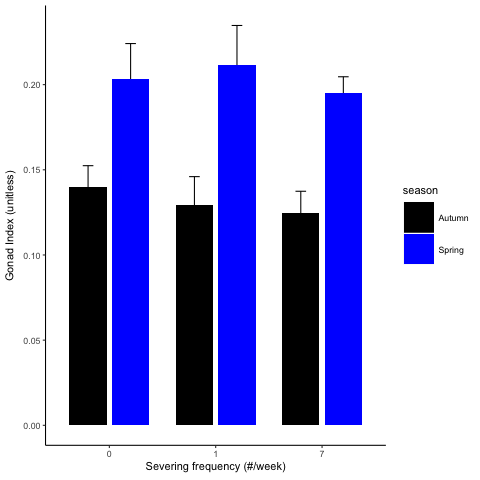 Gonad Index (unitless)
0.20
0.15
0.10
0.05
0.00
0
1
7
Severing frequency (#/week)
season
Autumn
Spring